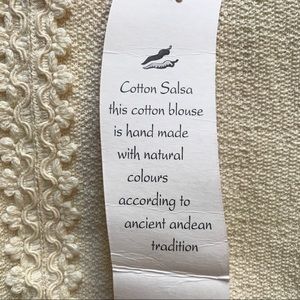 Cotton Salsa
this cotton blouse
is hand made
with natural
colours
according to
ancient andean
tradition